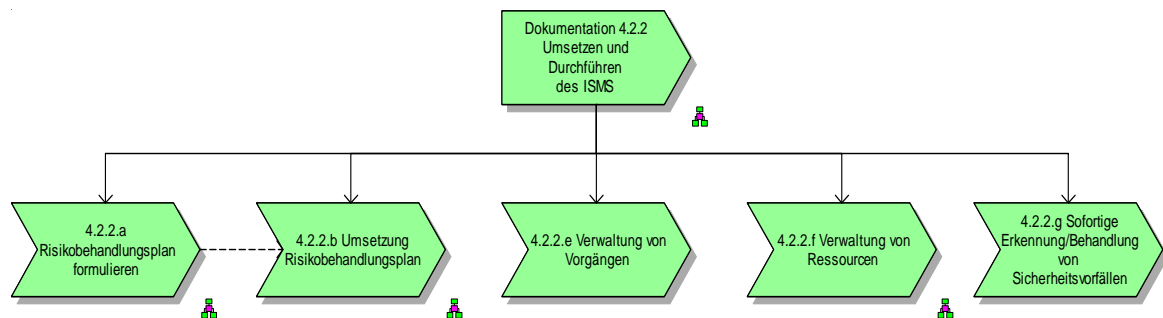 Dokumentation 4.2.2
Umsetzen und
Durchführen
des ISMS
4.2.2.a
Risikobehandlungsplan
formulieren
4.2.2.b Umsetzung
Risikobehandlungsplan
4.2.2.e Verwaltung von
Vorgängen
4.2.2.f Verwaltung von
Ressourcen
4.2.2.g Sofortige
Erkennung/Behandlung
von
Sicherheitsvorfällen